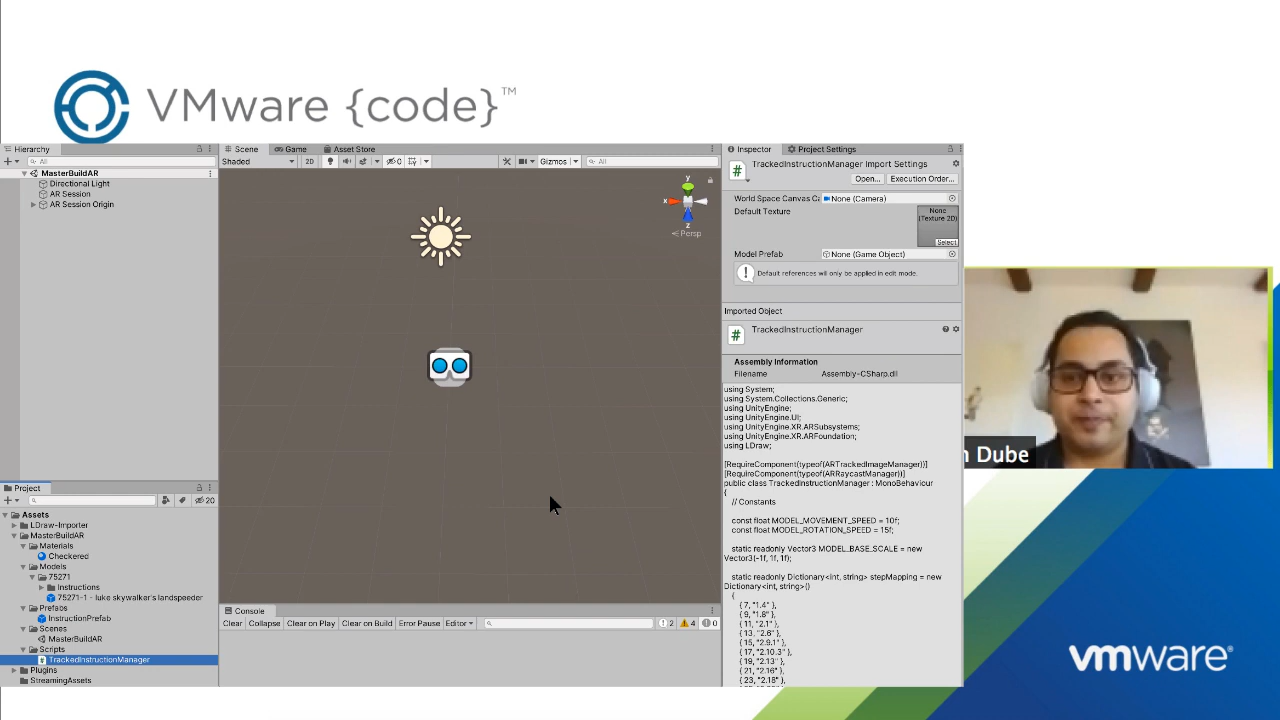 VMware {code}™
Hierarchy
All
MasterBuildAR
Directional Light
AR Session
AR Session Origin
Scene
Game
Asset Store
Shaded
2D
0
Gizmos
All
y
x
z
Persp
Inspector
Project Settings
TrackedInstructionManager Import Settings
Open...
Execution Order...
World Space Canvas Ca
None (Camera)
Default Texture
None
(Texture 2D)
Select
Model Prefab
None (Game Object)
Default references will only be applied in edit mode.
Imported Object
TrackedInstructionManager
Assembly Information
Filename
Assembly-CSharp.dll
using System;
using System.Collections.Generic;
using UnityEngine;
using UnityEngine.UI;
using UnityEngine.XR.ARSubsystems;
using UnityEngine.XR.ARFoundation;
using LDraw;
[RequireComponent(typeof(ARTrackedImageManager))]
[RequireComponent(typeof(ARRaycastManager))]
public class TrackedInstructionManager : MonoBehaviour
{
// Constants
const float MODEL_MOVEMENT_SPEED = 10f;
const float MODEL_ROTATION_SPEED = 15f;
static readonly Vector3 MODEL_BASE_SCALE = new
Vector3(-1f, 1f, 1f);
static readonly Dictionary<int, string> stepMapping = new
Dictionary<int, string>()
{
{ 7, "1.4" },
{ 9, "1.8" },
{ 11, "2.1" },
{ 13, "2.6" },
{ 15, "2.9.1" },
{ 17, "2.10.3" },
{ 19, "2.13" },
{ 21, "2.16" },
{ 23, "2.18" },
Project
20
Assets
LDraw-Importer
MasterBuildAR
Materials
Checkered
Models
75271
Instructions
75271-1 - luke skywalker's landspeeder
Prefabs
InstructionPrefab
Scenes
MasterBuildAR
Scripts
TrackedInstructionManager
Plugins
StreamingAssets
Console
Clear
Collapse
Clear on Play
Clear on Build
Error Pause
Editor
2
4
0
n Dube
vmware®